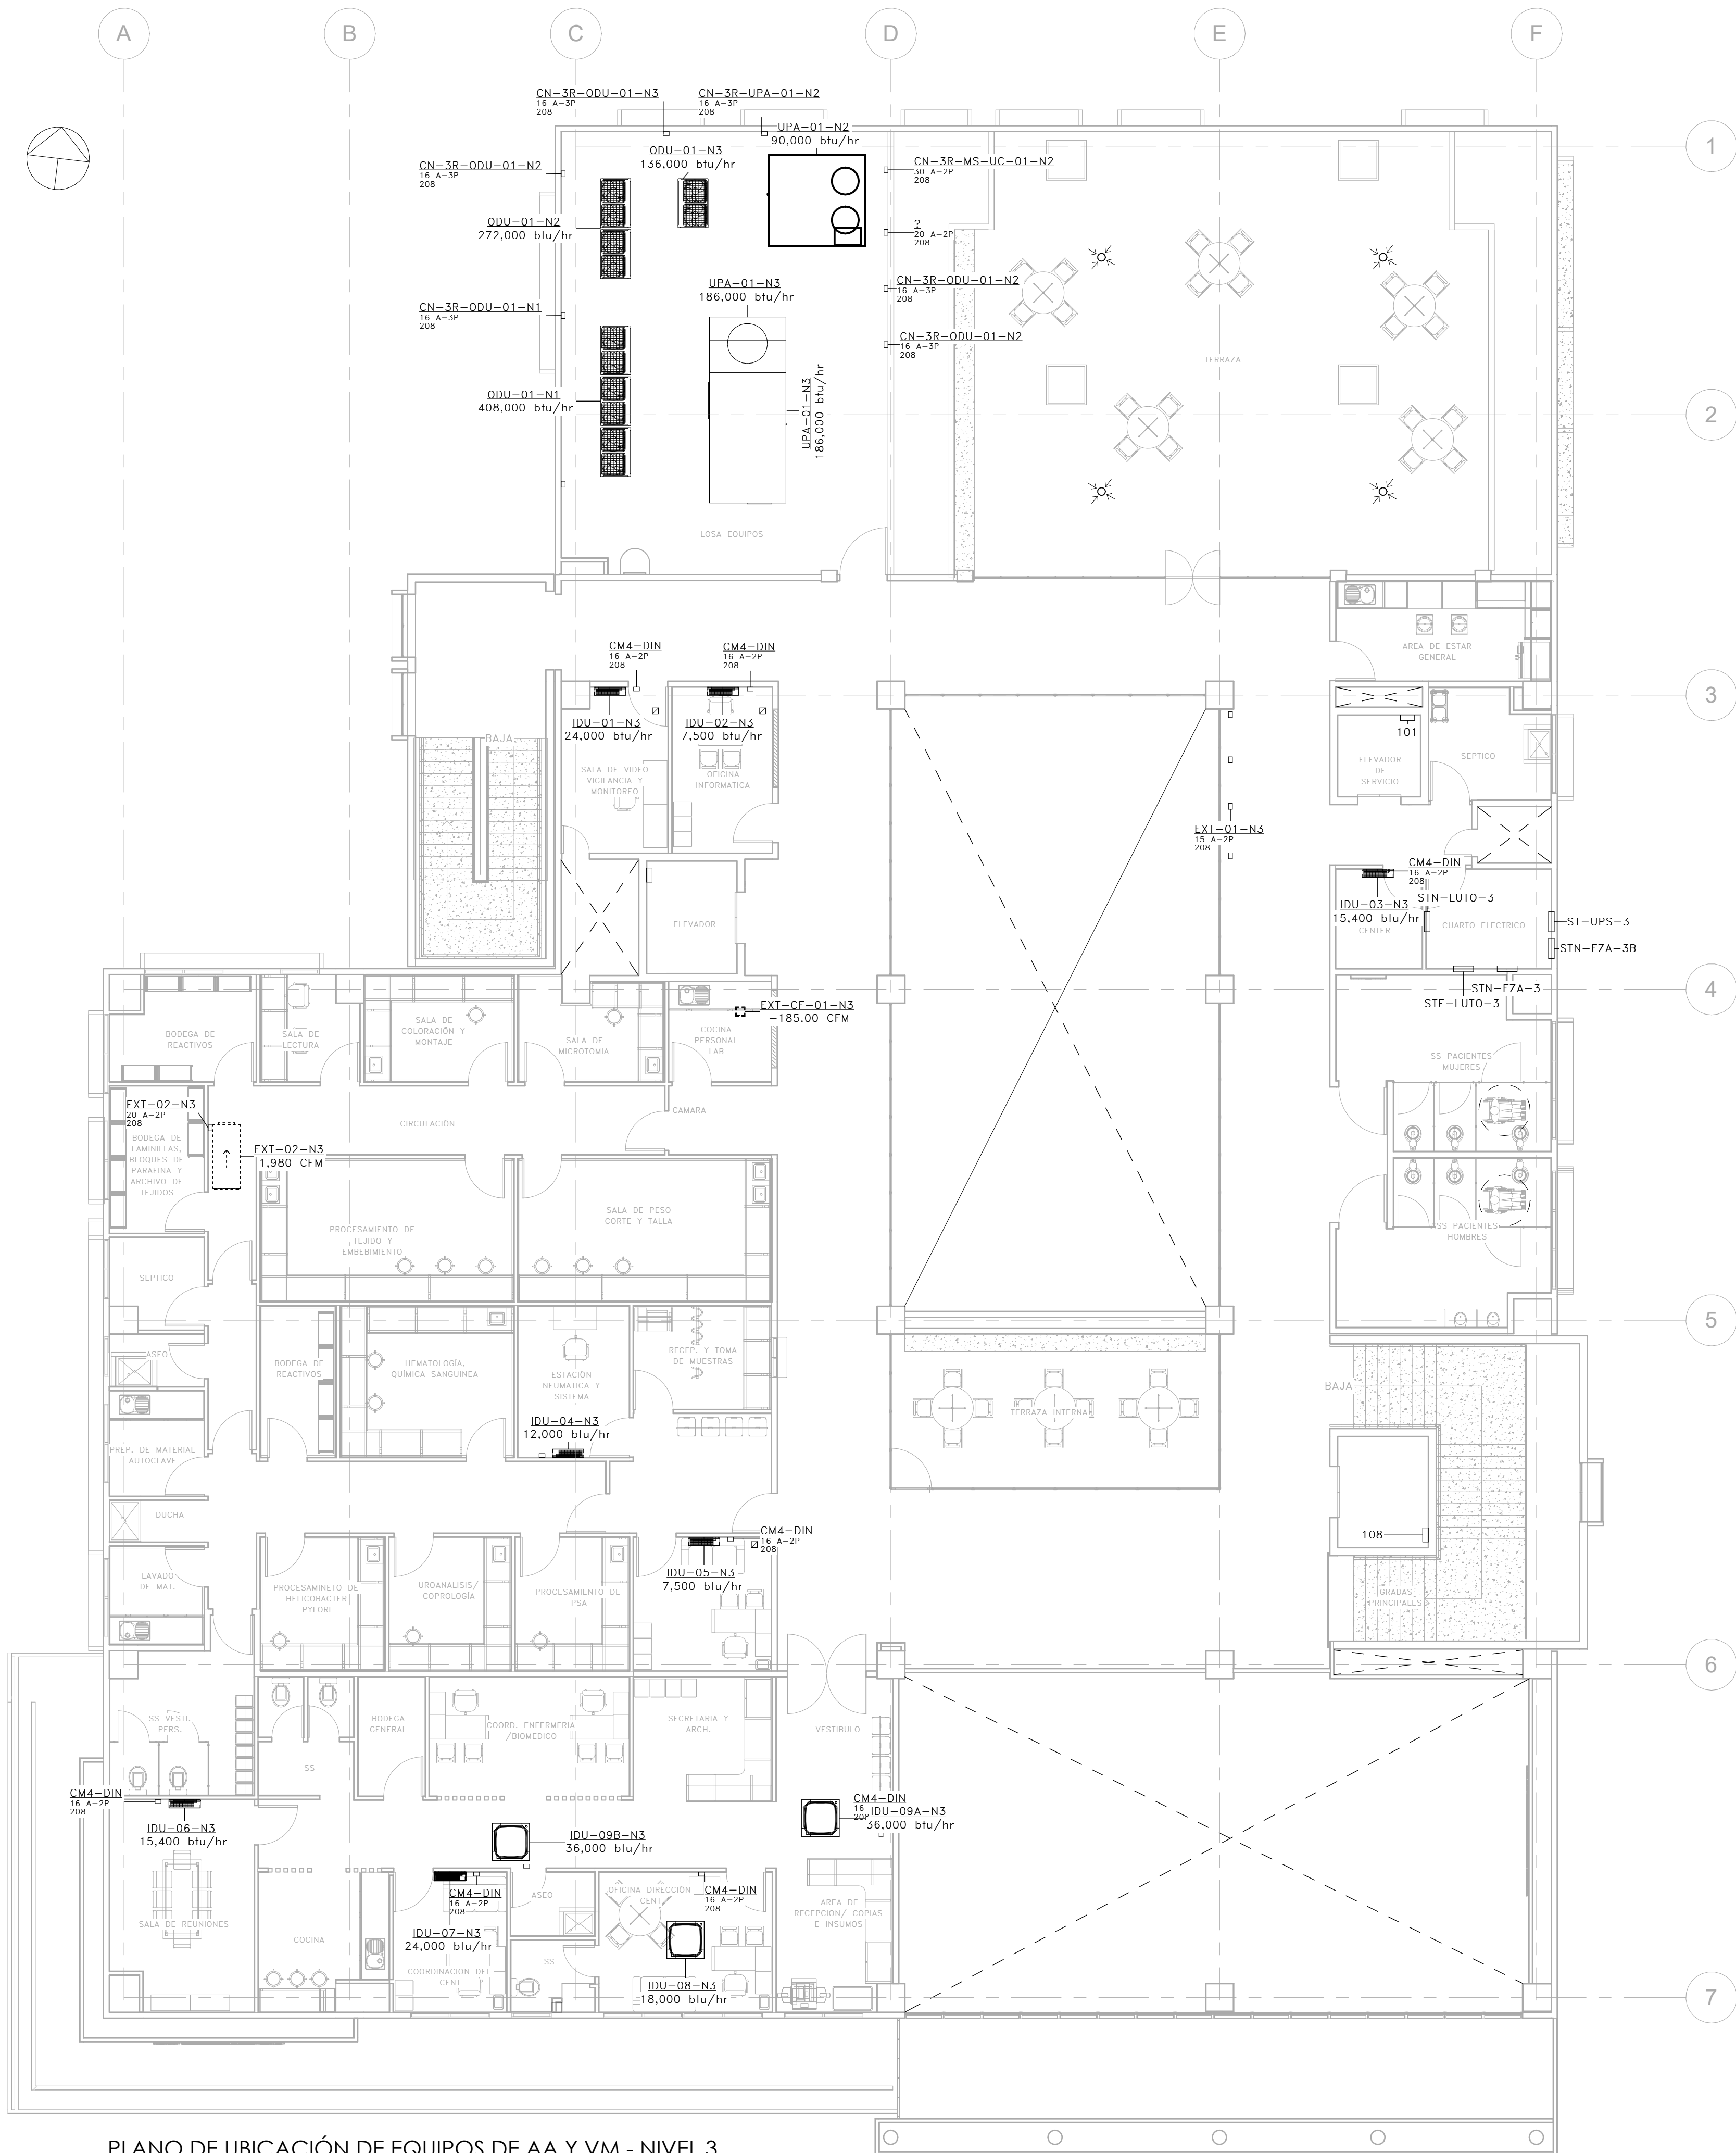 A
B
C
D
E
F
CN-3R-ODU-01-N3
16 A-3P
208
CN-3R-UPA-01-N2
16 A-3P
208
UPA-01-N2
90,000 btu/hr
1
ODU-01-N3
136,000 btu/hr
CN-3R-ODU-01-N2
16 A-3P
208
CN-3R-MS-UC-01-N2
30 A-2P
208
ODU-01-N2
272,000 btu/hr
?
20 A-2P
208
UPA-01-N3
186,000 btu/hr
CN-3R-ODU-01-N2
16 A-3P
208
CN-3R-ODU-01-N1
16 A-3P
208
CN-3R-ODU-01-N2
16 A-3P
208
TERRAZA
ODU-01-N1
408,000 btu/hr
UPA-01-N3
186,000 btu/hr
2
LOSA EQUIPOS
CM4-DIN
16 A-2P
208
CM4-DIN
16 A-2P
208
AREA DE ESTAR
GENERAL
3
IDU-01-N3
24,000 btu/hr
IDU-02-N3
7,500 btu/hr
BAJA
101
SALA DE VIDEO
VIGILANCIA Y
MONITOREO
OFICINA
INFORMATICA
ELEVADOR
DE
SERVICIO
SEPTICO
EXT-01-N3
15 A-2P
208
CM4-DIN
16 A-2P
208
STN-LUTO-3
IDU-03-N3
15,400 btu/hr
CENTER
CUARTO ELECTRICO
ST-UPS-3
STN-FZA-3B
ELEVADOR
STN-FZA-3
STE-LUTO-3
4
EXT-CF-01-N3
-185.00 CFM
BODEGA DE
REACTIVOS
SALA DE
LECTURA
SALA DE
COLORACIÓN Y
MONTAJE
SALA DE
MICROTOMIA
COCINA
PERSONAL
LAB
SS PACIENTES
MUJERES
EXT-02-N3
20 A-2P
208
CAMARA
CIRCULACIÓN
BODEGA DE
LAMINILLAS,
BLOQUES DE
PARAFINA Y
ARCHIVO DE
TEJIDOS
EXT-02-N3
1,980 CFM
SALA DE PESO
CORTE Y TALLA
PROCESAMIENTO DE
TEJIDO Y
EMBEBIMIENTO
SS PACIENTES
HOMBRES
SEPTICO
5
ASEO
BODEGA DE
REACTIVOS
HEMATOLOGÍA,
QUÍMICA SANGUINEA
ESTACIÓN
NEUMATICA Y
SISTEMA
RECEP. Y TOMA
DE MUESTRAS
BAJA
TERRAZA INTERNA
IDU-04-N3
12,000 btu/hr
PREP. DE MATERIAL
AUTOCLAVE
DUCHA
CM4-DIN
16 A-2P
208
108
IDU-05-N3
7,500 btu/hr
LAVADO
DE MAT.
PROCESAMINETO DE
HELICOBACTER
PYLORI
UROANALISIS/
COPROLOGÍA
PROCESAMIENTO DE
PSA
GRADAS
PRINCIPALES
6
SS VESTI.
PERS.
BODEGA
GENERAL
COORD. ENFERMERIA
/BIOMEDICO
SECRETARIA Y
ARCH.
VESTIBULO
SS
CM4-DIN
16 A-2P
208
IDU-06-N3
15,400 btu/hr
CM4-DIN
16
208
IDU-09A-N3
36,000 btu/hr
IDU-09B-N3
36,000 btu/hr
CM4-DIN
16 A-2P
208
ASEO
OFICINA DIRECCIÓN
CENT
CM4-DIN
16 A-2P
208
AREA DE
RECEPCION/ COPIAS
E INSUMOS
SALA DE REUNIONES
COCINA
IDU-07-N3
24,000 btu/hr
COORDINACION DEL
CENT
SS
IDU-08-N3
18,000 btu/hr
7
PLANO DE UBICACIÓN DE EQUIPOS DE AA Y VM - NIVEL 3